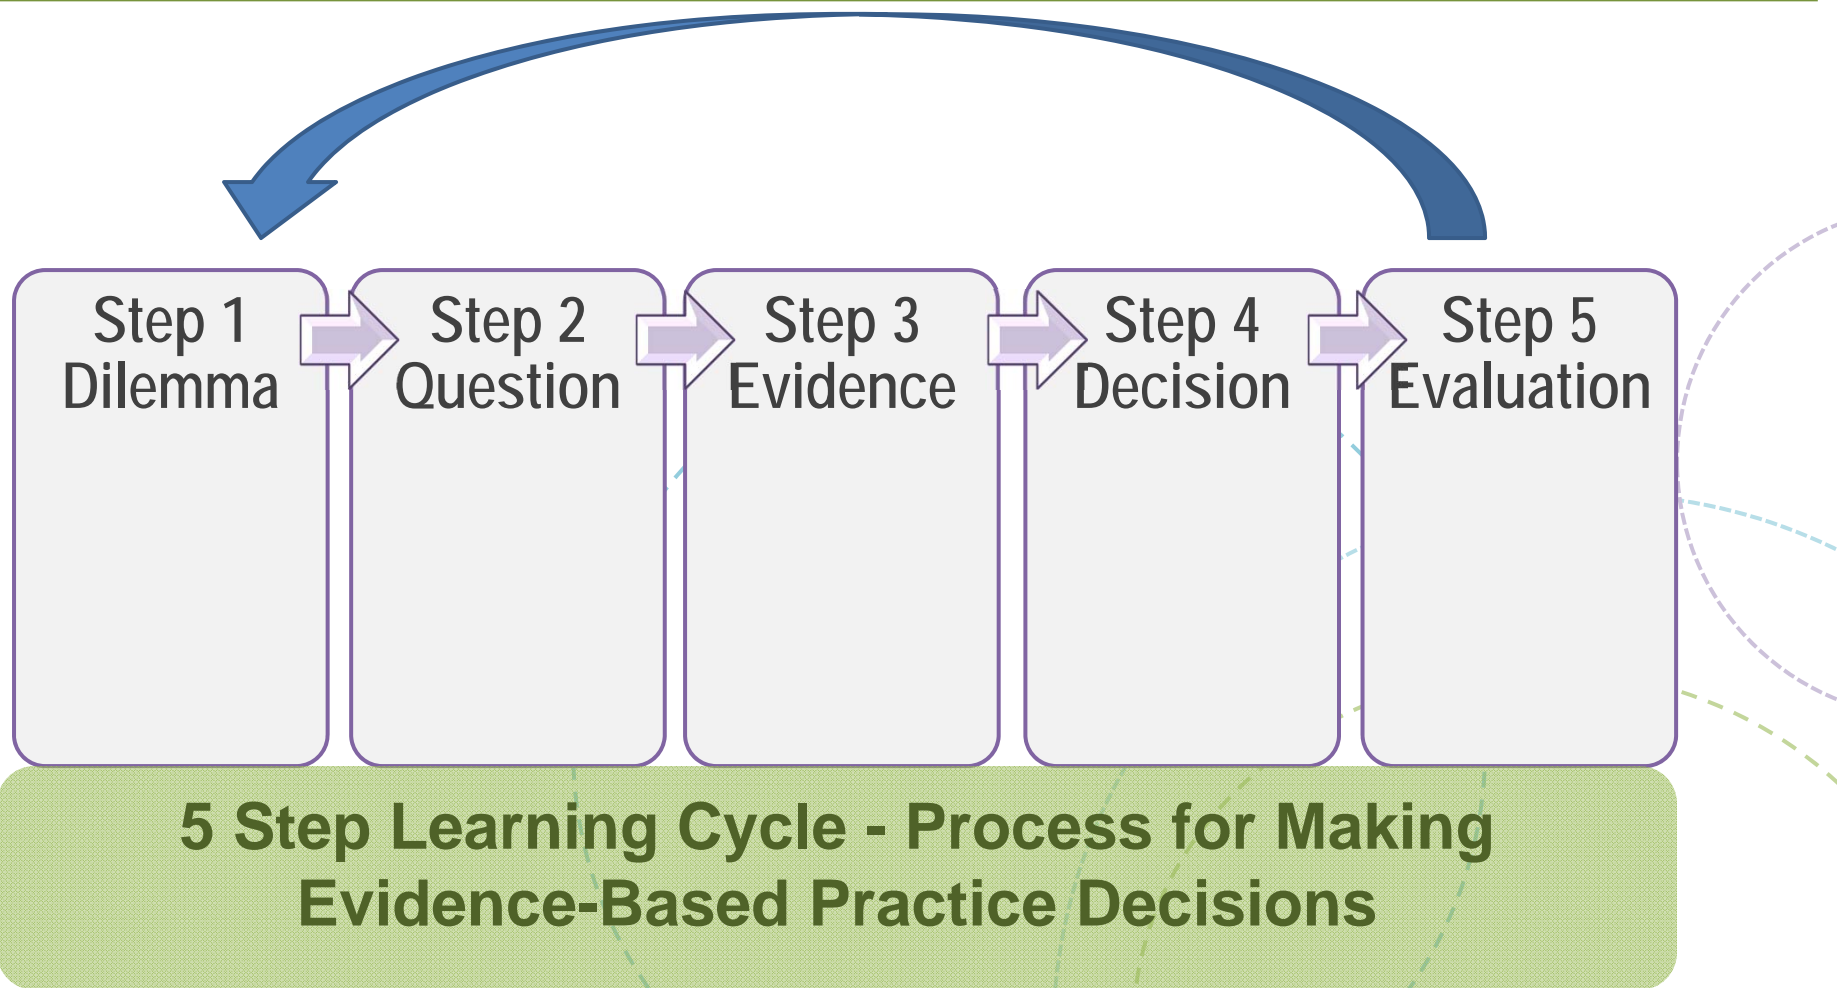 Step 1
Dilemma
Step 2
Question
Step 3
Evidence
Step 4
Decision
Step 5
Evaluation
5 Step Learning Cycle - Process for Making
Evidence-Based Practice Decisions